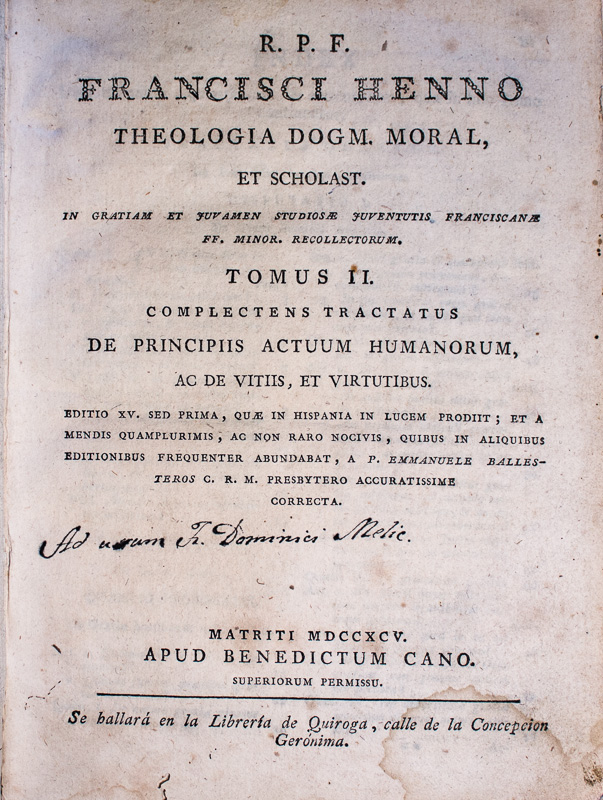 R. P. F.
FRANCISCI HENNO
THEOLOGIA DOGM. MORAL,
ET SCHOLAST.
IN GRATIAM ET JUVAMEN STUDIOSÆ JUVENTUTIS FRANCISCANÆ
FF. MINOR. RECOLLECTORUM.
TOMUS II.
COMPLECTENS TRACTATUS
DE PRINCIPIIS ACTUUM HUMANORUM,
AC DE VITIIS, ET VIRTUTIBUS.
EDITIO XV. SED PRIMA, QUÆ IN HISPANIA IN LUCEM PRODIIT; ET A
MENDIS QUAMPLURIMIS, AC NON RARO NOCIVIS, QUIBUS IN ALIQUIBUS
EDITIONIBUS FREQUENTER ABUNDABAT, A P. EMMANUELE BALLES-
TEROS C. R. M. PRESBYTERO ACCURATISSIME
CORRECTA.
Ad usum Fr. Dominici Melic.
MATRITI MDCCXCV.
APUD BENEDICTUM CANO.
SUPERIORUM PERMISSU.
Se hallará en la Librería de Quiroga, calle de la Concepcion
Gerónima.